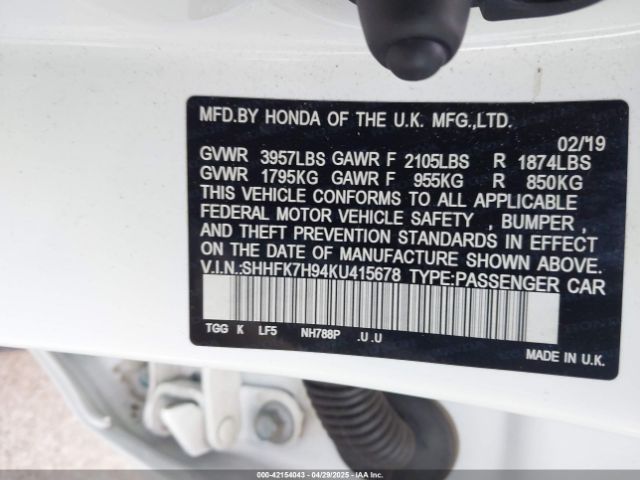 MFD.BY HONDA OF THE U.K. MFG.,LTD.
02/'19
GVWR 3957LBS GAWR F 2105LBS R 1874LBS
GVWR 1795KG GAWR F 955KG R 850KG
THIS VEHICLE CONFORMS TO ALL APPLICABLE
FEDERAL MOTOR VEHICLE SAFETY , BUMPER ,
AND THEFT PREVENTION STANDARDS IN EFFECT
ON THE DATE OF MANUFACTURE SHOWN ABOVE.
V.I.N.:SHHFK7H94KU415678 TYPE:PASSENGER CAR
TGG K LF5 NH788P .U.U
MADE IN U.K.
000-42154043 | 04/29/2025 | IAAI.com